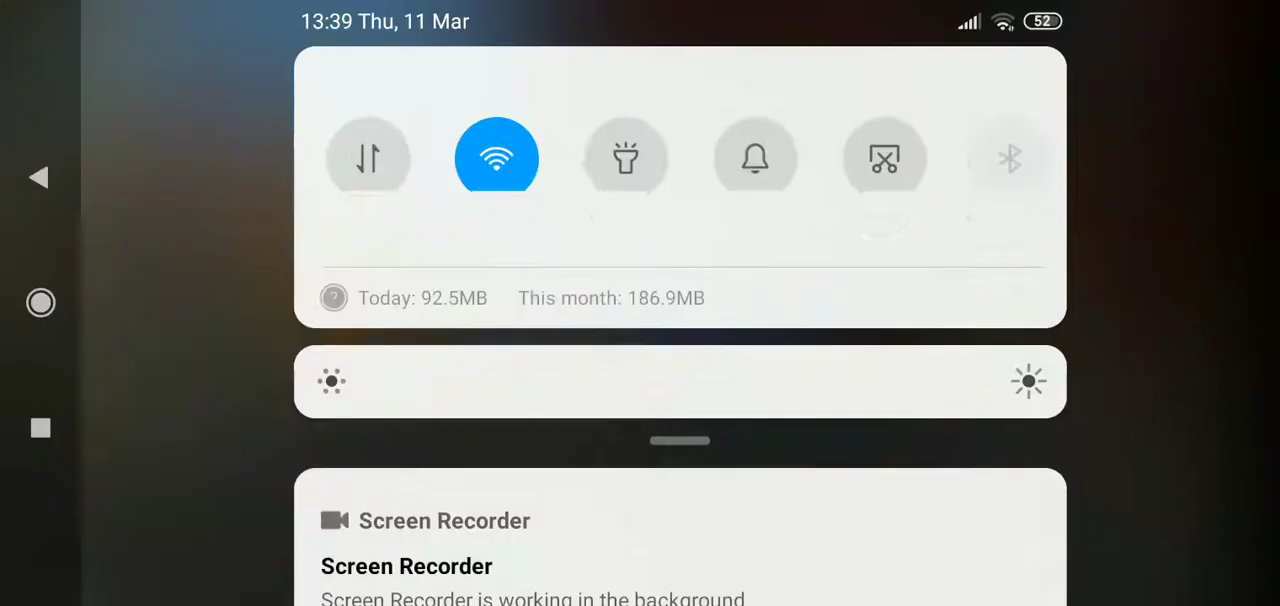 13:39 Thu, 11 Mar
52
Today: 92.5MB This month: 186.9MB
Screen Recorder
Screen Recorder
Screen Recorder is working in the background